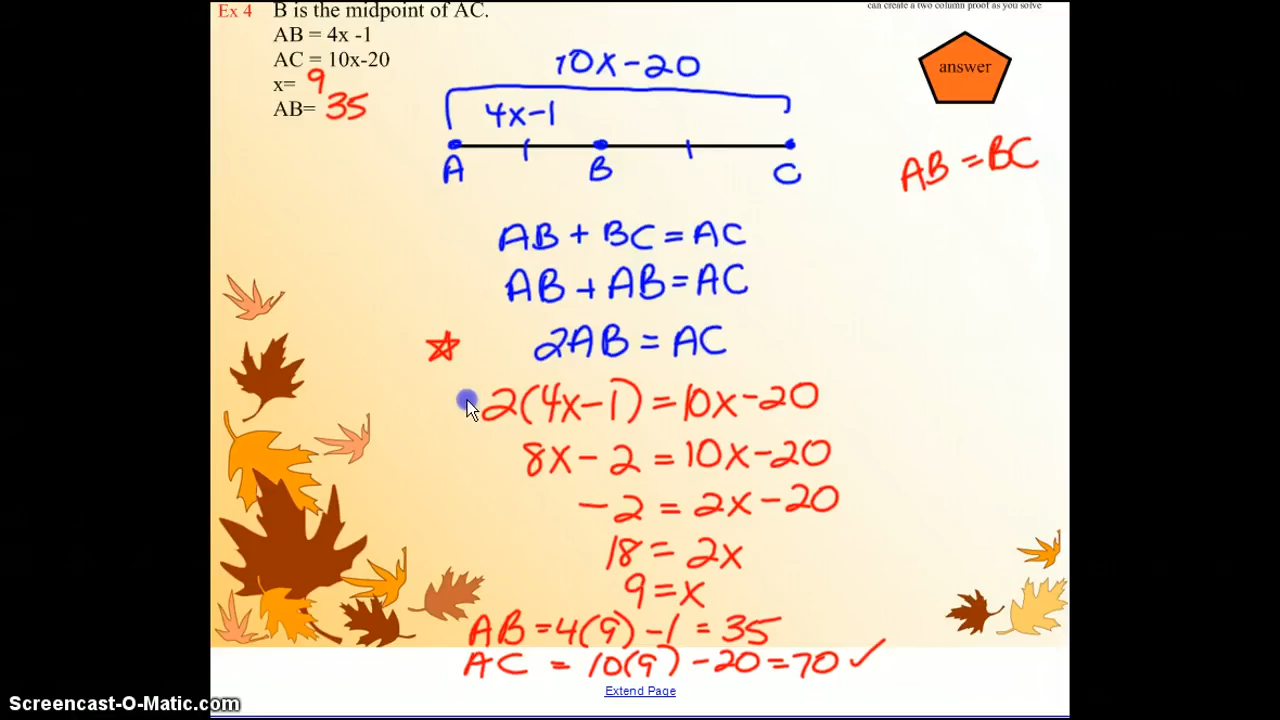 Ex 4 B is the midpoint of AC.
can create a two column proof as you solve
AB = 4x -1
AC = 10x-20
x= 9
AB= 35
answer
10x-20
4x-1
A B C
AB = BC
AB + BC = AC
AB + AB = AC
2AB = AC
2(4x-1) = 10x-20
8x - 2 = 10x-20
-2 = 2x-20
18 = 2x
9 = x
AB = 4(9) -1 = 35
AC = 10(9) -20 = 70 ✓
Extend Page
Screencast-O-Matic.com